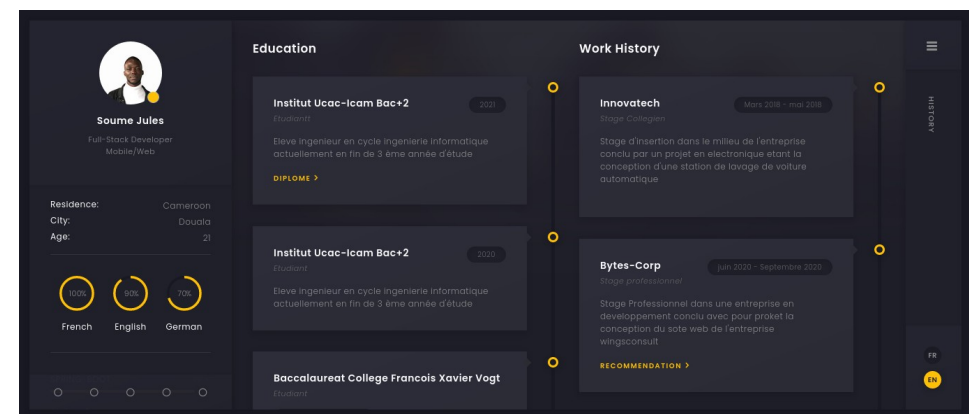 Soume Jules
Full-Stack Developer
Mobile/Web
Residence: Cameroon
City: Douala
Age: 21
100% 90% 70%
French English German
Education
Institut Ucac-Icam Bac+2 2021
Etudiantt
Eleve ingenieur en cycle ingenierie informatique
actuellement en fin de 3 ème année d'étude
DIPLOME >
Institut Ucac-Icam Bac+2 2020
Etudiant
Eleve ingenieur en cycle ingenierie informatique
actuellement en fin de 3 ème année d'étude
Baccalaureat College Francois Xavier Vogt
Etudiant
Work History
Innovatech Mars 2018 - mai 2018
Stage Collegien
Stage d'insertion dans le milieu de l'entreprise
conclu par un projet en electronique etant la
conception d'une station de lavage de voiture
automatique
Bytes-Corp juin 2020 - Septembre 2020
Stage professionnel
Stage Professionnel dans une entreprise en
developpement conclu avec pour proket la
conception du sote web de l'entreprise
wingsconsult
RECOMMENDATION >
HISTORY
FR
EN